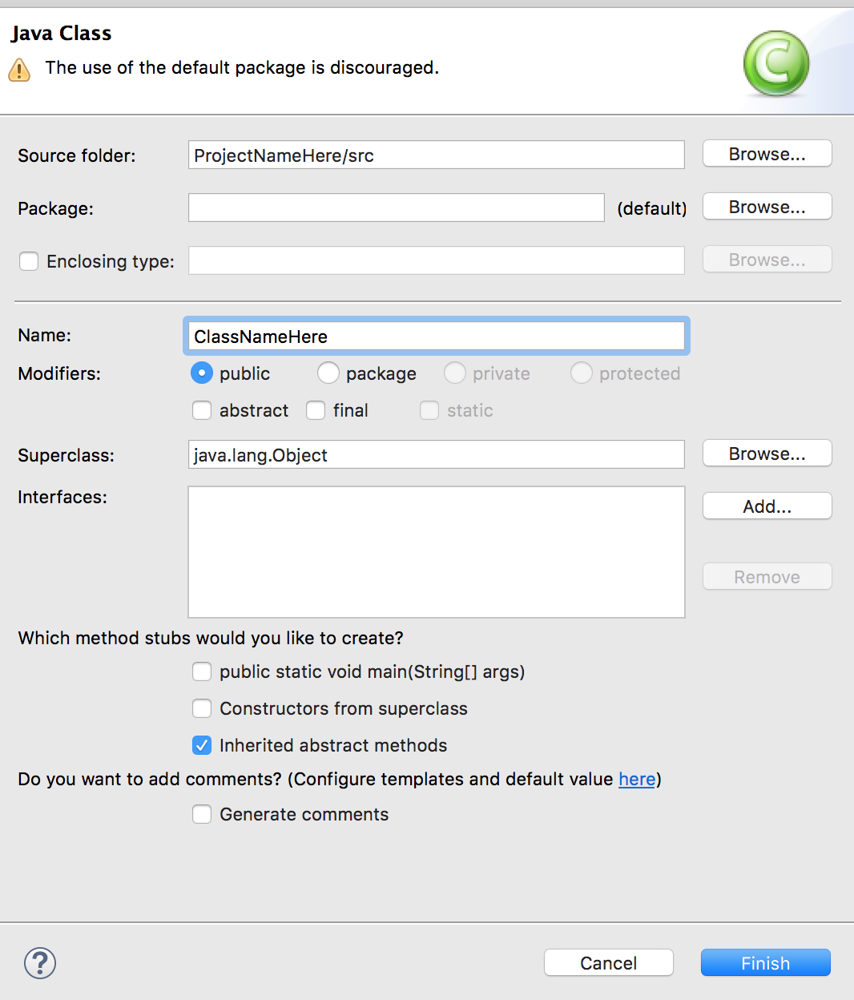 Java Class
The use of the default package is discouraged.
C
Source folder: ProjectNameHere/src Browse...
Package: (default) Browse...
Enclosing type: Browse...
Name: ClassNameHere
Modifiers: public package private protected
abstract final static
Superclass: java.lang.Object Browse...
Interfaces: Add...
Remove
Which method stubs would you like to create?
public static void main(String[] args)
Constructors from superclass
Inherited abstract methods
Do you want to add comments? (Configure templates and default value here)
Generate comments
? Cancel Finish